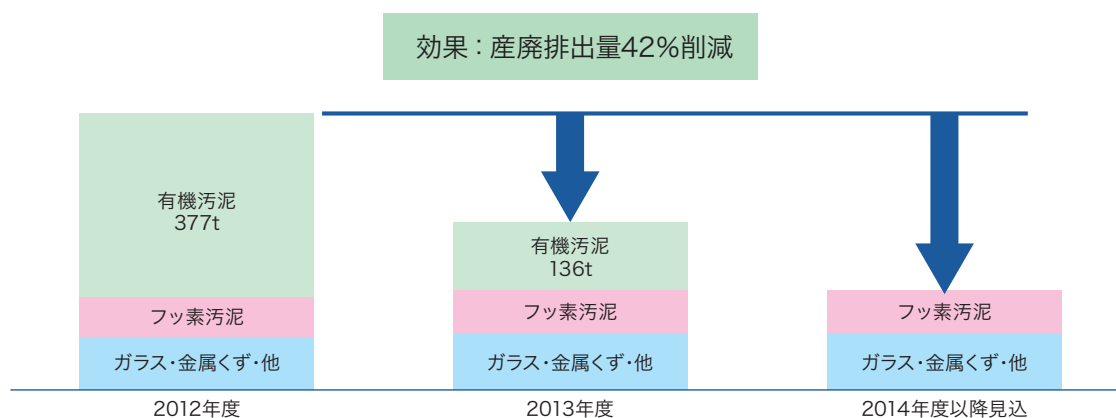 効果：産廃排出量42%削減
有機汚泥
377t
フッ素汚泥
ガラス・金属くず・他
有機汚泥
136t
フッ素汚泥
ガラス・金属くず・他
フッ素汚泥
ガラス・金属くず・他
2012年度
2013年度
2014年度以降見込